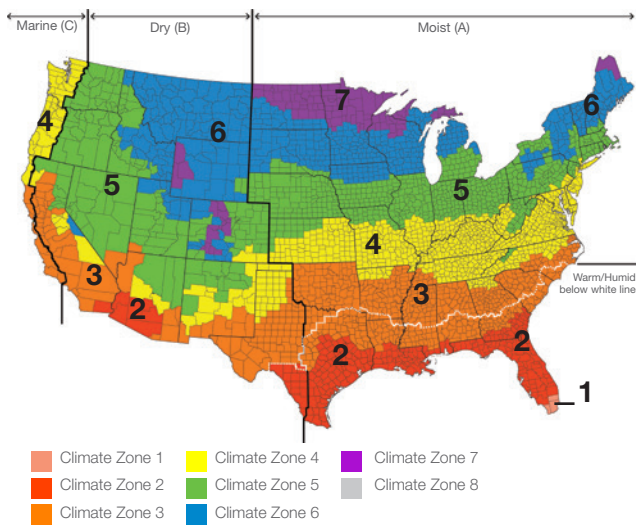 Marine (C) Dry (B) Moist (A)
7
6
6
4
5
5
4
3
3
Warm/Humid
below white line
2
2
2
1
Climate Zone 1 Climate Zone 4 Climate Zone 7
Climate Zone 2 Climate Zone 5 Climate Zone 8
Climate Zone 3 Climate Zone 6